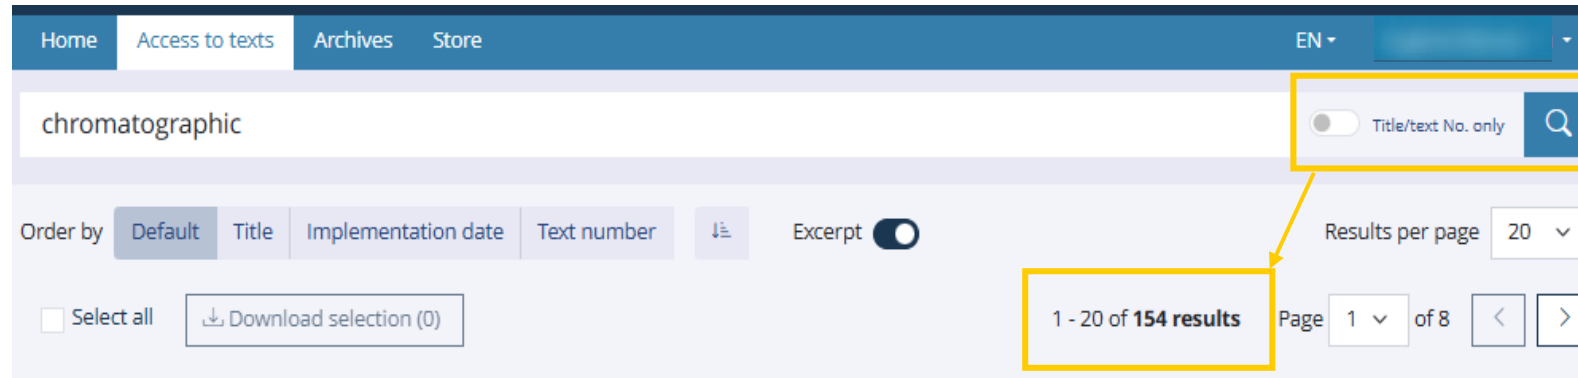 Home Access to texts Archives Store EN
chromatographic Title/text No. only
Order by Default Title Implementation date Text number Excerpt Results per page 20
Select all Download selection (0) 1 - 20 of 154 results Page 1 of 8